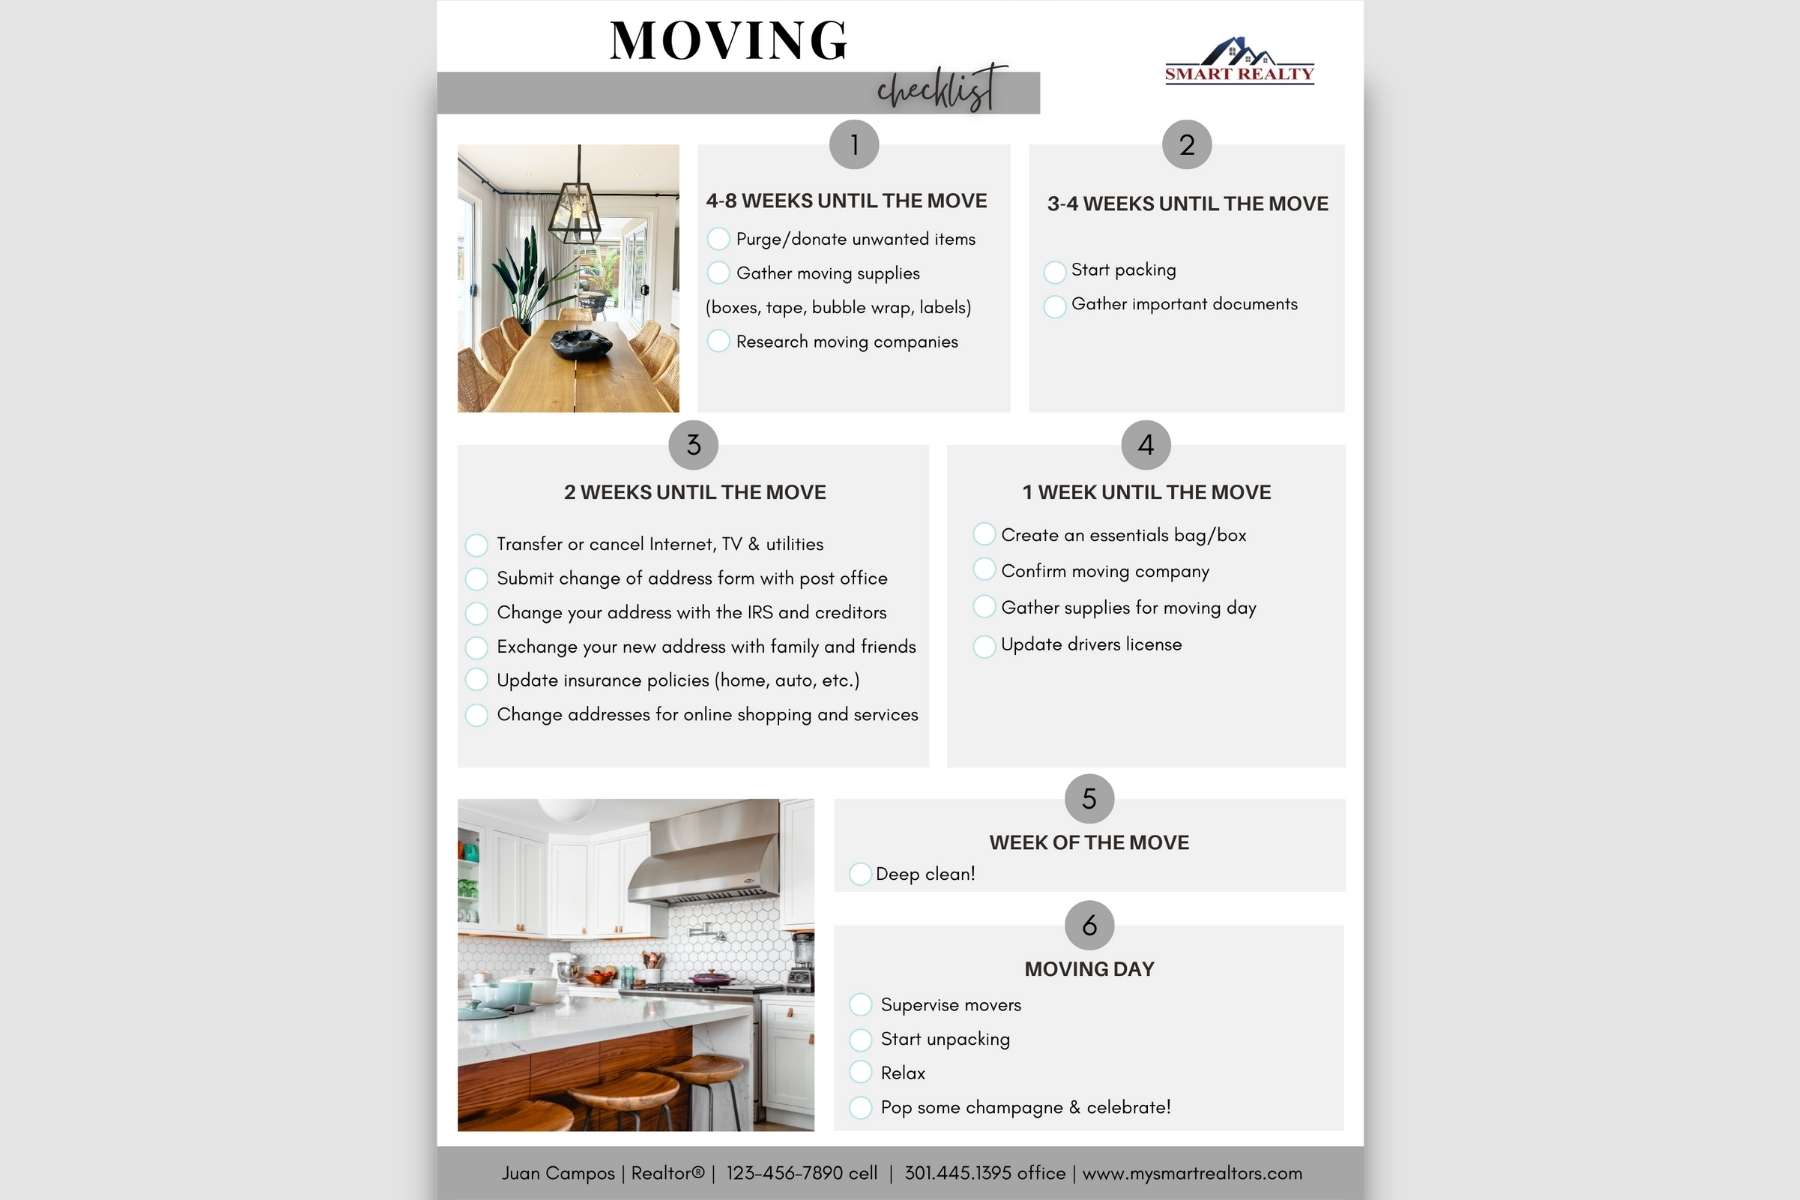 MOVING
checklist
SMART REALTY
1
4-8 WEEKS UNTIL THE MOVE
Purge/donate unwanted items
Gather moving supplies
(boxes, tape, bubble wrap, labels)
Research moving companies
2
3-4 WEEKS UNTIL THE MOVE
Start packing
Gather important documents
3
2 WEEKS UNTIL THE MOVE
Transfer or cancel Internet, TV & utilities
Submit change of address form with post office
Change your address with the IRS and creditors
Exchange your new address with family and friends
Update insurance policies (home, auto, etc.)
Change addresses for online shopping and services
4
1 WEEK UNTIL THE MOVE
Create an essentials bag/box
Confirm moving company
Gather supplies for moving day
Update drivers license
5
WEEK OF THE MOVE
Deep clean!
6
MOVING DAY
Supervise movers
Start unpacking
Relax
Pop some champagne & celebrate!
Juan Campos | Realtor® | 123-456-7890 cell | 301.445.1395 office | www.mysmartrealtors.com